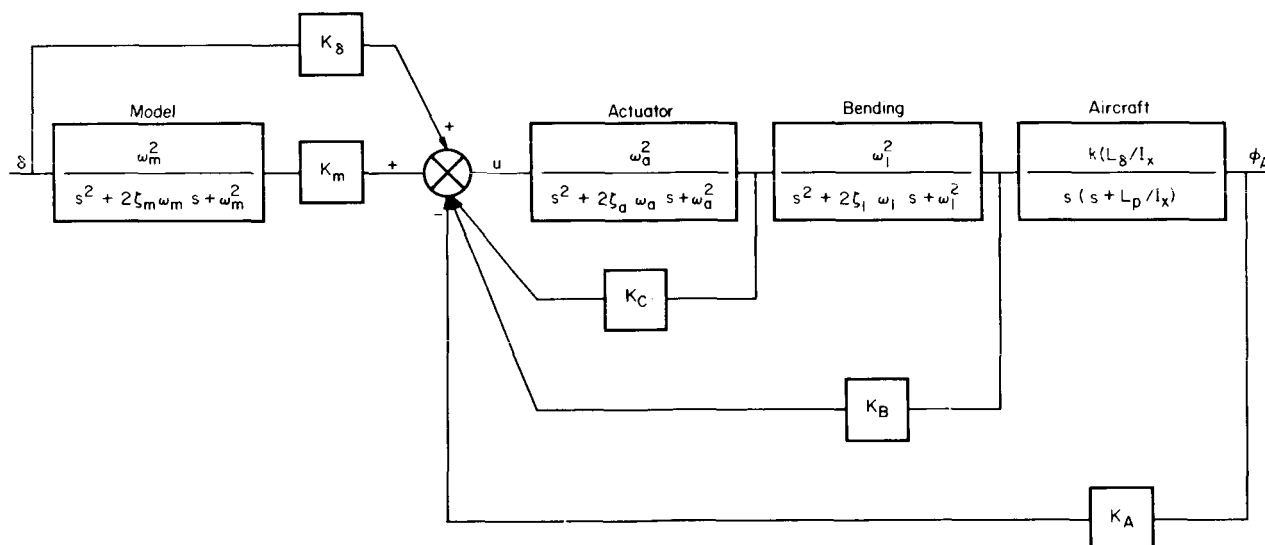 K_δ
+
Model
ω_m^2
s^2 + 2ζ_m ω_m s + ω_m^2
δ
K_m
+
-
u
Actuator
ω_a^2
s^2 + 2ζ_a ω_a s + ω_a^2
Bending
ω_1^2
s^2 + 2ζ_1 ω_1 s + ω_1^2
Aircraft
k(L_δ/I_x
s (s + L_p/I_x)
K_C
K_B
K_A